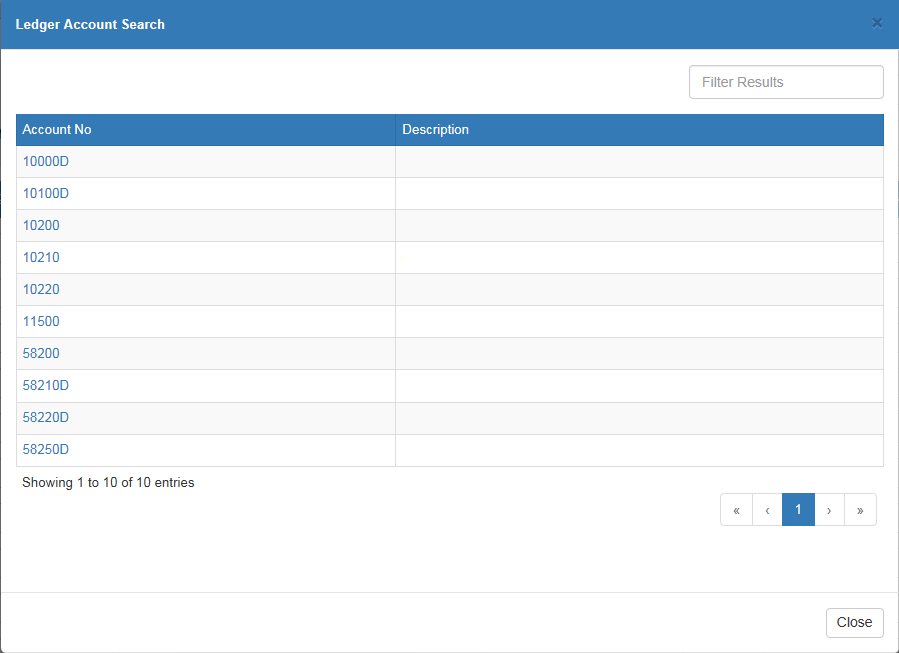 Ledger Account Search
×
Filter Results
Account No Description
10000D
10100D
10200
10210
10220
11500
58200
58210D
58220D
58250D
Showing 1 to 10 of 10 entries
« ‹ 1 › »
Close